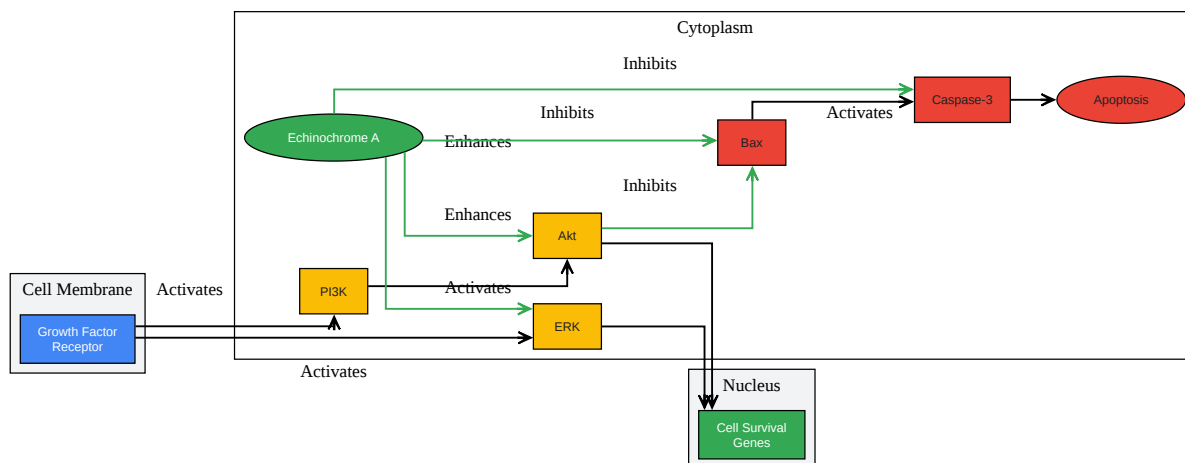 Cytoplasm
Inhibits
Caspase-3
Apoptosis
Inhibits
Activates
Echinochrome A
Enhances
Bax
Inhibits
Enhances
Akt
Cell Membrane
Activates
PI3K
Activates
Growth Factor
Receptor
ERK
Activates
Nucleus
Cell Survival
Genes